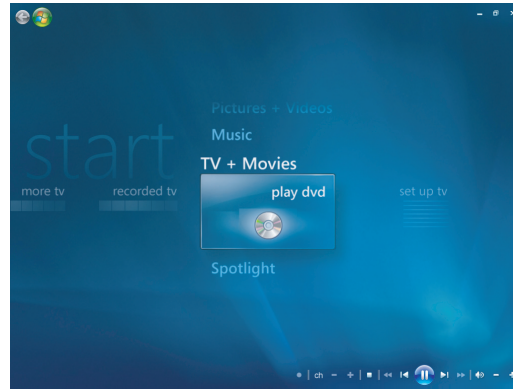 start
Pictures + Videos
Music
TV + Movies
more tv
recorded tv
play dvd
set up tv
Spotlight
ch